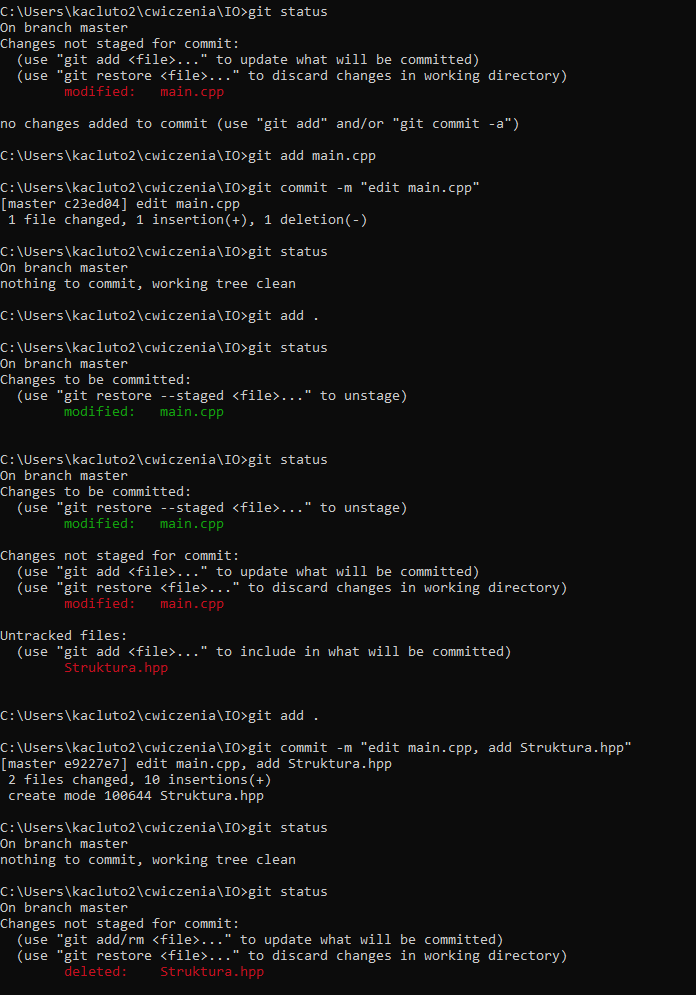 C:\Users\kacluto2\cwiczenia\IO>git status
On branch master
Changes not staged for commit:
  (use "git add <file>..." to update what will be committed)
  (use "git restore <file>..." to discard changes in working directory)
        modified:   main.cpp

no changes added to commit (use "git add" and/or "git commit -a")

C:\Users\kacluto2\cwiczenia\IO>git add main.cpp

C:\Users\kacluto2\cwiczenia\IO>git commit -m "edit main.cpp"
[master c23ed04] edit main.cpp
 1 file changed, 1 insertion(+), 1 deletion(-)

C:\Users\kacluto2\cwiczenia\IO>git status
On branch master
nothing to commit, working tree clean

C:\Users\kacluto2\cwiczenia\IO>git add .

C:\Users\kacluto2\cwiczenia\IO>git status
On branch master
Changes to be committed:
  (use "git restore --staged <file>..." to unstage)
        modified:   main.cpp


C:\Users\kacluto2\cwiczenia\IO>git status
On branch master
Changes to be committed:
  (use "git restore --staged <file>..." to unstage)
        modified:   main.cpp

Changes not staged for commit:
  (use "git add <file>..." to update what will be committed)
  (use "git restore <file>..." to discard changes in working directory)
        modified:   main.cpp

Untracked files:
  (use "git add <file>..." to include in what will be committed)
        Struktura.hpp


C:\Users\kacluto2\cwiczenia\IO>git add .

C:\Users\kacluto2\cwiczenia\IO>git commit -m "edit main.cpp, add Struktura.hpp"
[master e9227e7] edit main.cpp, add Struktura.hpp
 2 files changed, 10 insertions(+)
 create mode 100644 Struktura.hpp

C:\Users\kacluto2\cwiczenia\IO>git status
On branch master
nothing to commit, working tree clean

C:\Users\kacluto2\cwiczenia\IO>git status
On branch master
Changes not staged for commit:
  (use "git add/rm <file>..." to update what will be committed)
  (use "git restore <file>..." to discard changes in working directory)
        deleted:    Struktura.hpp